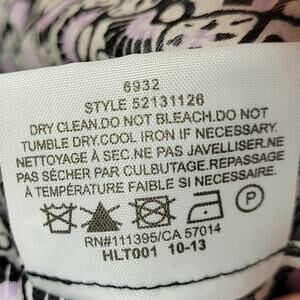 6932
STYLE 52131126
DRY CLEAN.DO NOT BLEACH.DO NOT
TUMBLE DRY.COOL IRON IF NECESSARY.
NETTOYAGE À SEC.NE PAS JAVELLISER.NE
PAS SÉCHER PAR CULBUTAGE.REPASSAGE
À TEMPÉRATURE FAIBLE SI NECESSAIRE.
RN#111395/CA 57014
HLT001 10-13